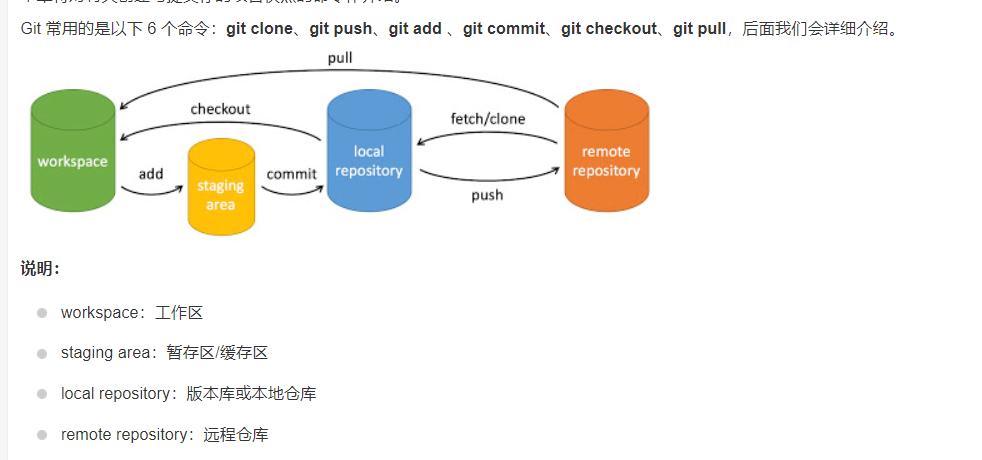 Git 常用的是以下 6 个命令：git clone、git push、git add 、git commit、git checkout、git pull，后面我们会详细介绍。
pull
checkout
fetch/clone
workspace
local
repository
remote
repository
add
commit
staging
area
push
说明：
workspace：工作区
staging area：暂存区/缓存区
local repository：版本库或本地仓库
remote repository：远程仓库